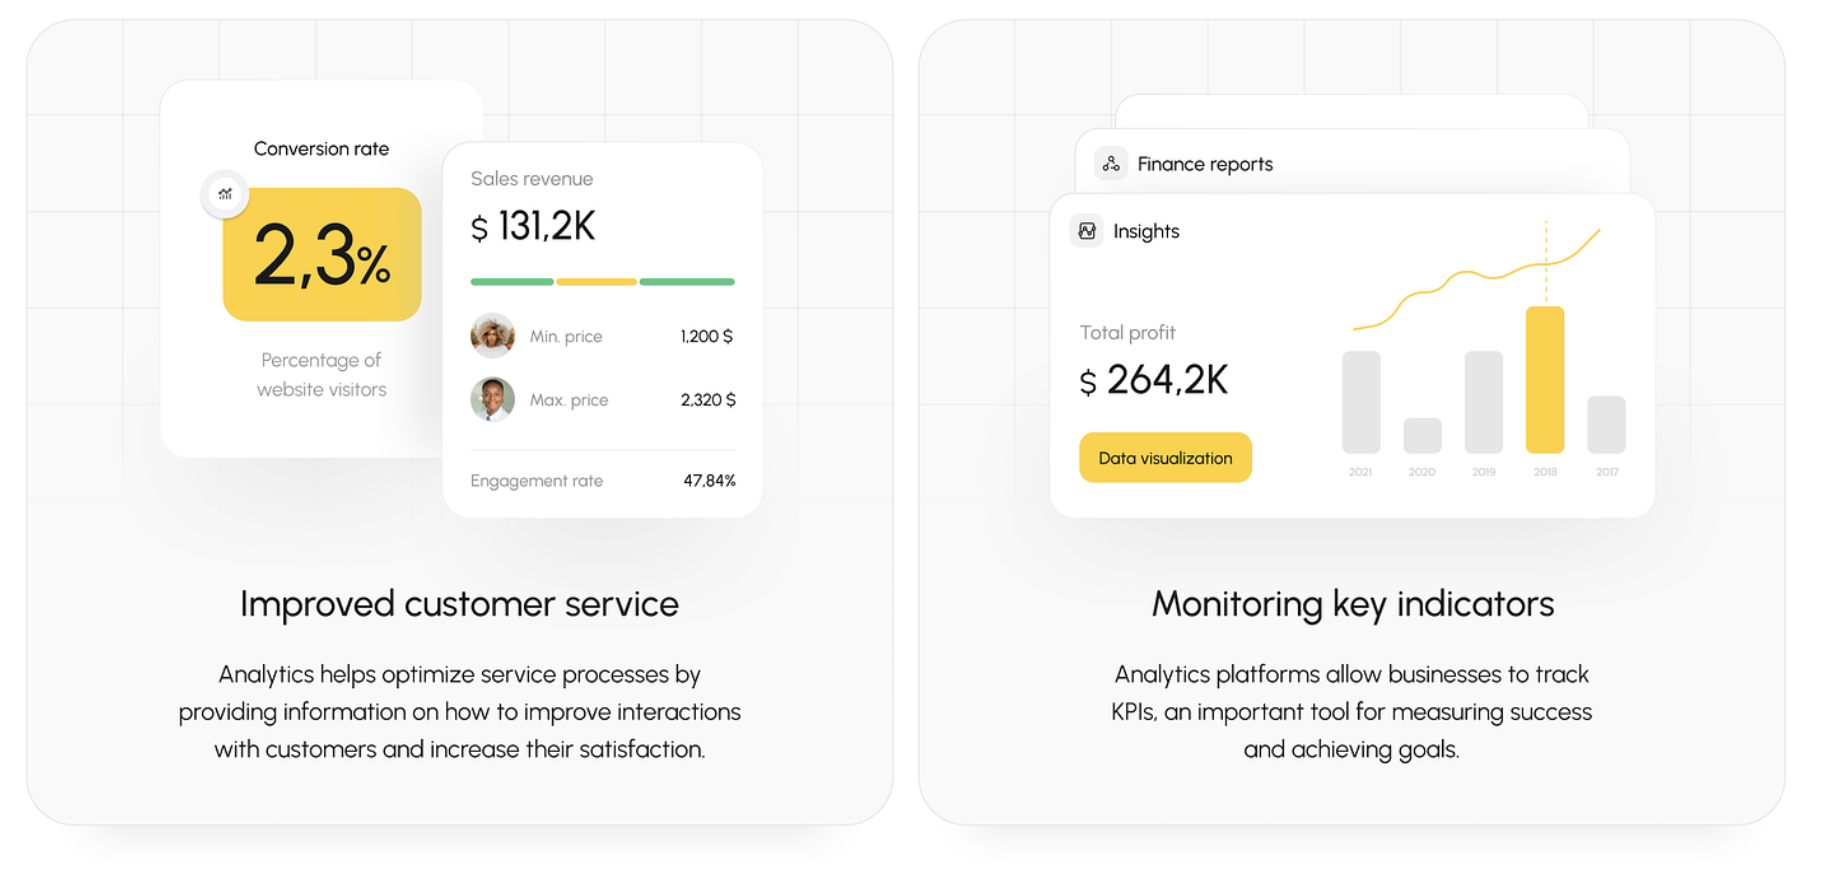 Conversion rate
2,3%
Percentage of
website visitors
Sales revenue
$ 131,2K
Min. price 1,200 $
Max. price 2,320 $
Engagement rate 47,84%
Improved customer service
Analytics helps optimize service processes by
providing information on how to improve interactions
with customers and increase their satisfaction.
Finance reports
Insights
Total profit
$ 264,2K
Data visualization
2021 2020 2019 2018 2017
Monitoring key indicators
Analytics platforms allow businesses to track
KPIs, an important tool for measuring success
and achieving goals.